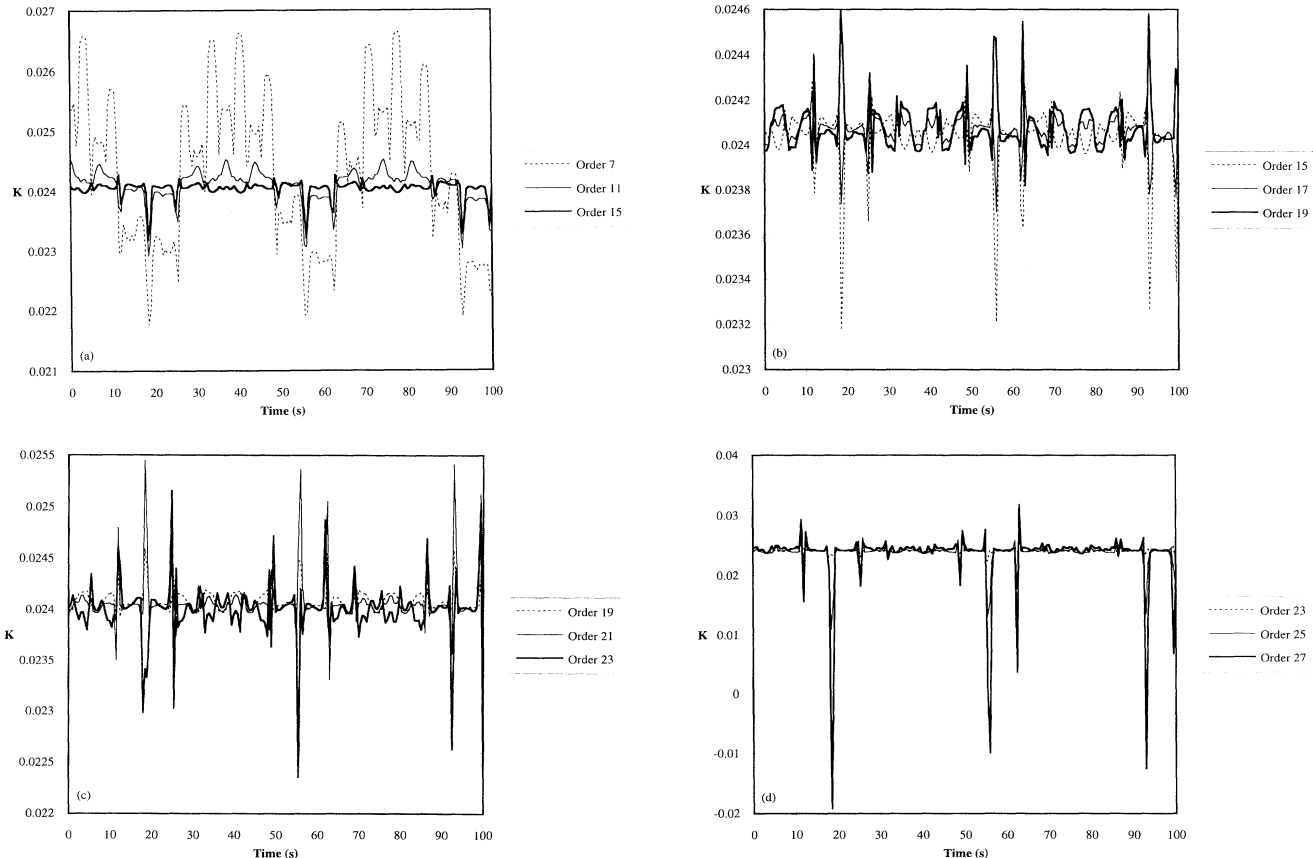 0.027
0.026
0.025
K 0.024
0.023
0.022
0.021
(a)
0 10 20 30 40 50 60 70 80 90 100
Time (s)
Order 7
Order 11
Order 15
0.0246
0.0244
0.0242
0.024
K 0.0238
0.0236
0.0234
0.0232
0.023
(b)
0 10 20 30 40 50 60 70 80 90 100
Time (s)
Order 15
Order 17
Order 19
0.0255
0.025
0.0245
0.024
K
0.0235
0.023
0.0225
0.022
(c)
0 10 20 30 40 50 60 70 80 90 100
Time (s)
Order 19
Order 21
Order 23
0.04
0.03
0.02
K 0.01
0
-0.01
-0.02
(d)
0 10 20 30 40 50 60 70 80 90 100
Time (s)
Order 23
Order 25
Order 27